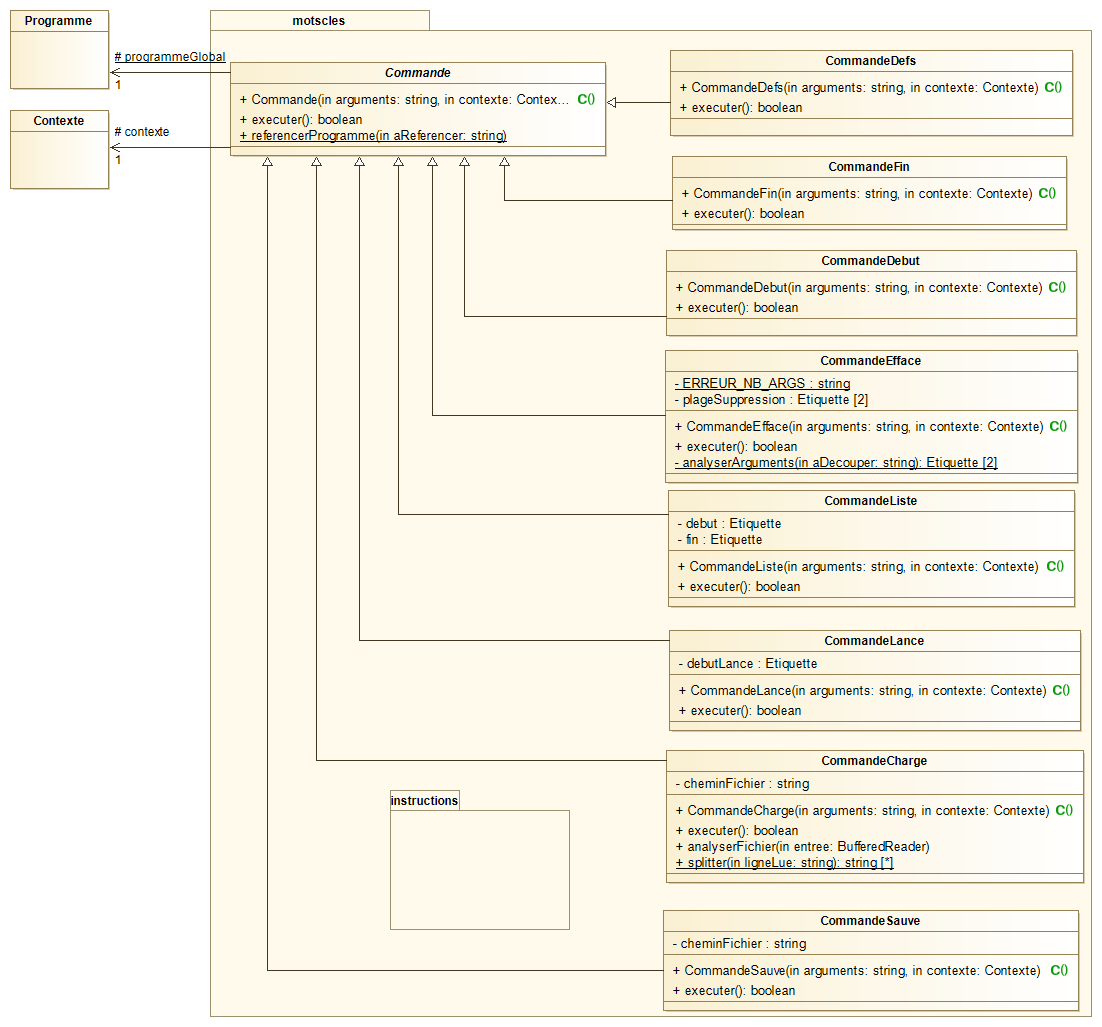 Programme
motscles
# programmeGlobal
1
Contexte
# contexte
1
Commande
+ Commande(in arguments: string, in contexte: Contex... C()
+ executer(): boolean
+ referencerProgramme(in aReferencer: string)
CommandeDefs
+ CommandeDefs(in arguments: string, in contexte: Contexte) C()
+ executer(): boolean
CommandeFin
+ CommandeFin(in arguments: string, in contexte: Contexte) C()
+ executer(): boolean
CommandeDebut
+ CommandeDebut(in arguments: string, in contexte: Contexte) C()
+ executer(): boolean
CommandeEfface
- ERREUR_NB_ARGS : string
- plageSuppression : Etiquette [2]
+ CommandeEfface(in arguments: string, in contexte: Contexte) C()
+ executer(): boolean
- analyserArguments(in aDecouper: string): Etiquette [2]
CommandeListe
- debut : Etiquette
- fin : Etiquette
+ CommandeListe(in arguments: string, in contexte: Contexte) C()
+ executer(): boolean
CommandeLance
- debutLance : Etiquette
+ CommandeLance(in arguments: string, in contexte: Contexte) C()
+ executer(): boolean
CommandeCharge
- cheminFichier : string
+ CommandeCharge(in arguments: string, in contexte: Contexte) C()
+ executer(): boolean
+ analyserFichier(in entree: BufferedReader)
+ splitter(in ligneLue: string): string [*]
instructions
CommandeSauve
- cheminFichier : string
+ CommandeSauve(in arguments: string, in contexte: Contexte) C()
+ executer(): boolean